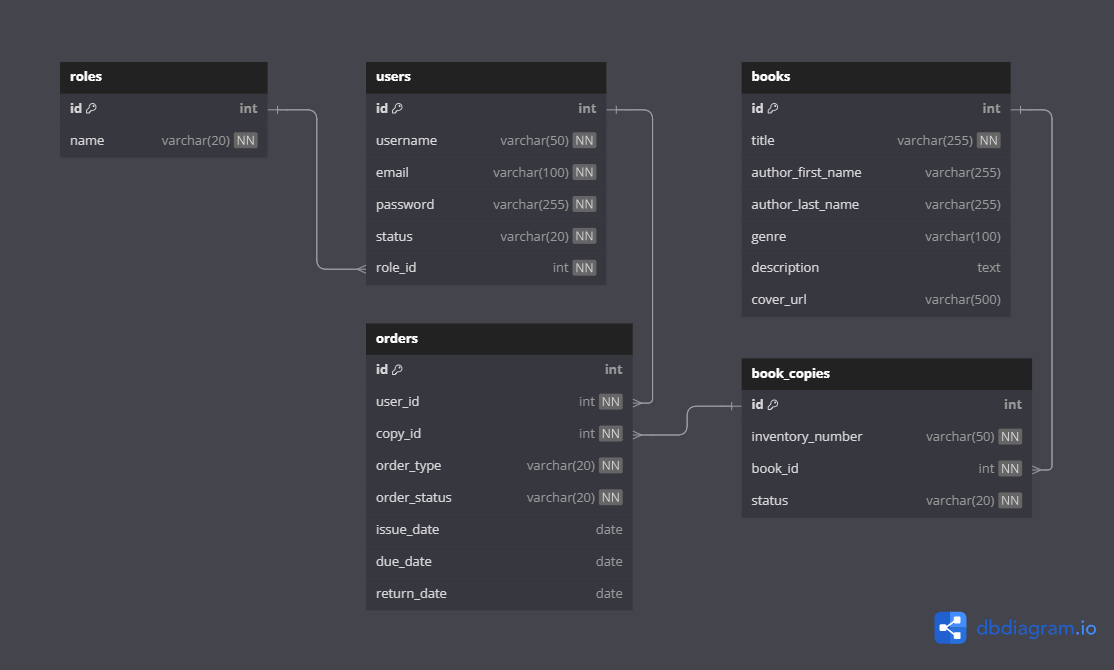 roles
id int
name varchar(20) NN
users
id int
username varchar(50) NN
email varchar(100) NN
password varchar(255) NN
status varchar(20) NN
role_id int NN
books
id int
title varchar(255) NN
author_first_name varchar(255)
author_last_name varchar(255)
genre varchar(100)
description text
cover_url varchar(500)
orders
id int
user_id int NN
copy_id int NN
order_type varchar(20) NN
order_status varchar(20) NN
issue_date date
due_date date
return_date date
book_copies
id int
inventory_number varchar(50) NN
book_id int NN
status varchar(20) NN
dbdiagram.io